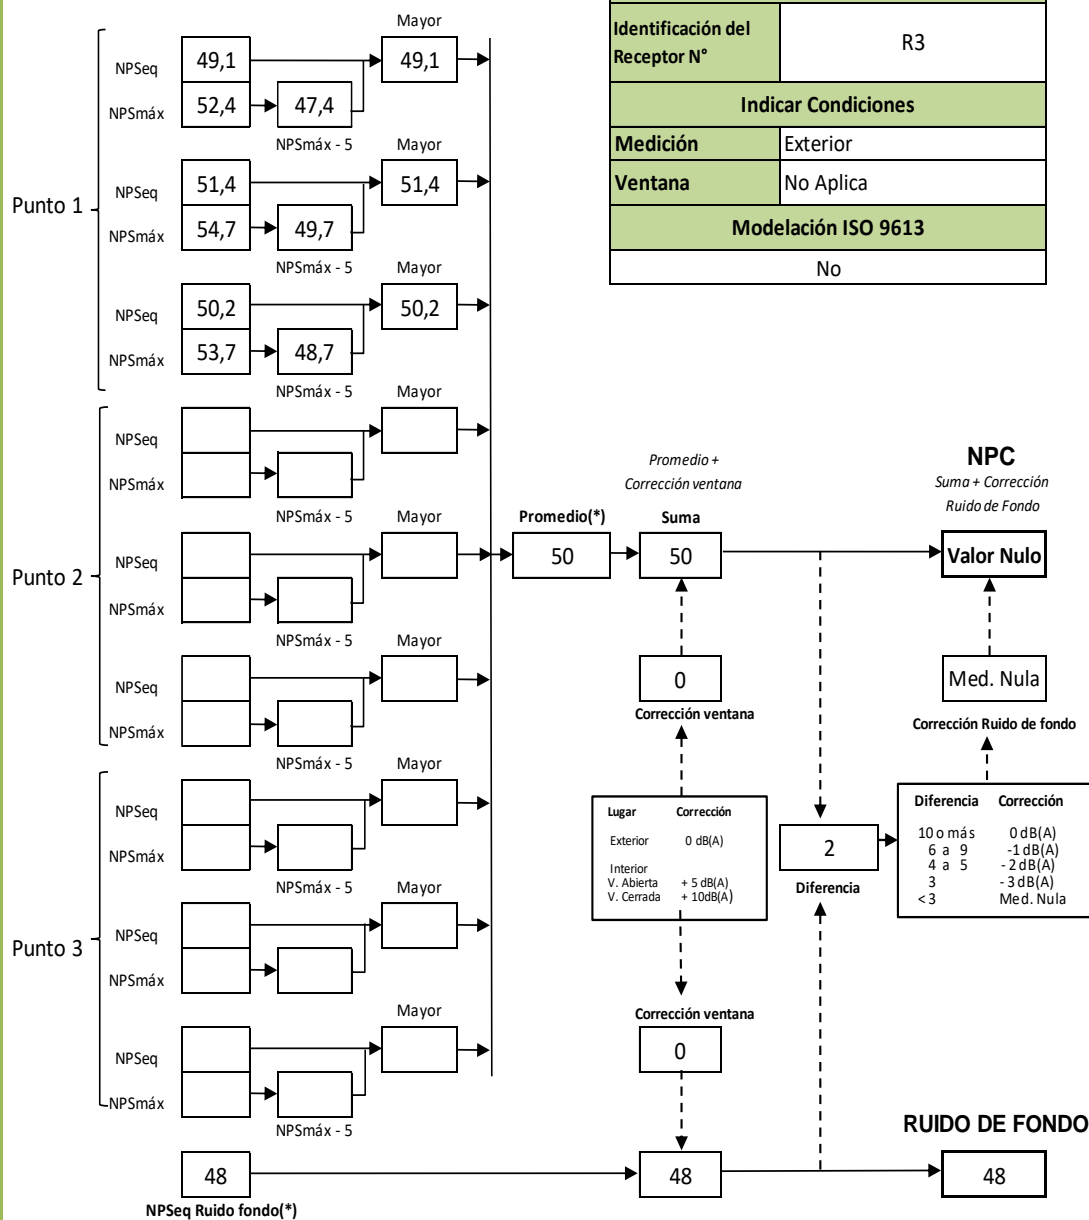 Identificación del
Receptor N°
R3
Indicar Condiciones
Medición
Exterior
Ventana
No Aplica
Modelación ISO 9613
No
Punto 1
Mayor
NPSeq
49,1
49,1
NPSmáx
52,4
47,4
NPSmáx - 5
Mayor
NPSeq
51,4
51,4
NPSmáx
54,7
49,7
NPSmáx - 5
Mayor
NPSeq
50,2
50,2
NPSmáx
53,7
48,7
NPSmáx - 5
Punto 2
Mayor
NPSeq
NPSmáx
NPSmáx - 5
Mayor
NPSeq
NPSmáx
NPSmáx - 5
Mayor
NPSeq
NPSmáx
NPSmáx - 5
Punto 3
Mayor
NPSeq
NPSmáx
NPSmáx - 5
Mayor
NPSeq
NPSmáx
Mayor
NPSeq
NPSmáx
NPSmáx - 5
Promedio(*)
50
Promedio +
Corrección ventana
Suma
50
0
Corrección ventana
Lugar Corrección
Exterior 0 dB(A)
Interior
V. Abierta + 5 dB(A)
V. Cerrada + 10dB(A)
Corrección ventana
0
NPC
Suma + Corrección
Ruido de Fondo
Valor Nulo
Med. Nula
Corrección Ruido de fondo
Diferencia Corrección
10 o más 0 dB(A)
6 a 9 -1 dB(A)
4 a 5 - 2 dB(A)
3 - 3 dB(A)
< 3 Med. Nula
2
Diferencia
RUIDO DE FONDO
48
48
48
NPSeq Ruido fondo(*)